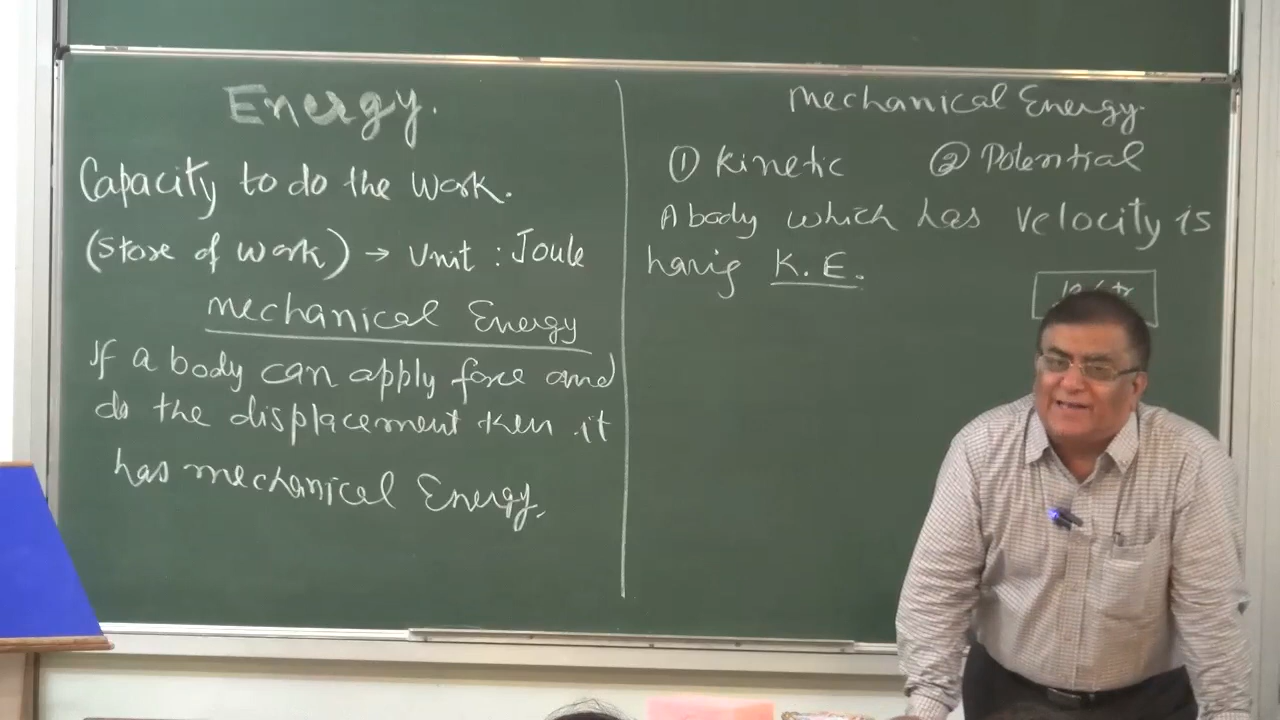 Energy.
Capacity to do the work.
(store of work) → Unit : Joule
mechanical Energy
If a body can apply force and
do the displacement then it
has mechanical Energy.
mechanical Energy.
① Kinetic ② Potential
A body which has velocity is
havig K.E.